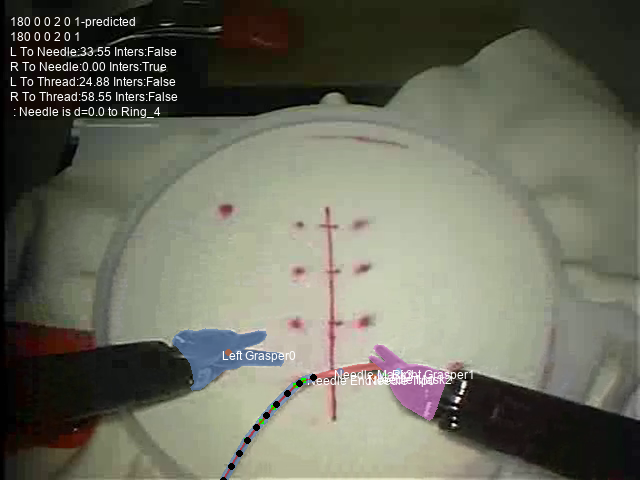 180 0 0 2 0 1-predicted
180 0 0 2 0 1
L To Needle:33.55 Inters:False
R To Needle:0.00 Inters:True
L To Thread:24.88 Inters:False
R To Thread:58.55 Inters:False
: Needle is d=0.0 to Ring_4
Left Grasper0
Right Grasper1
Needle